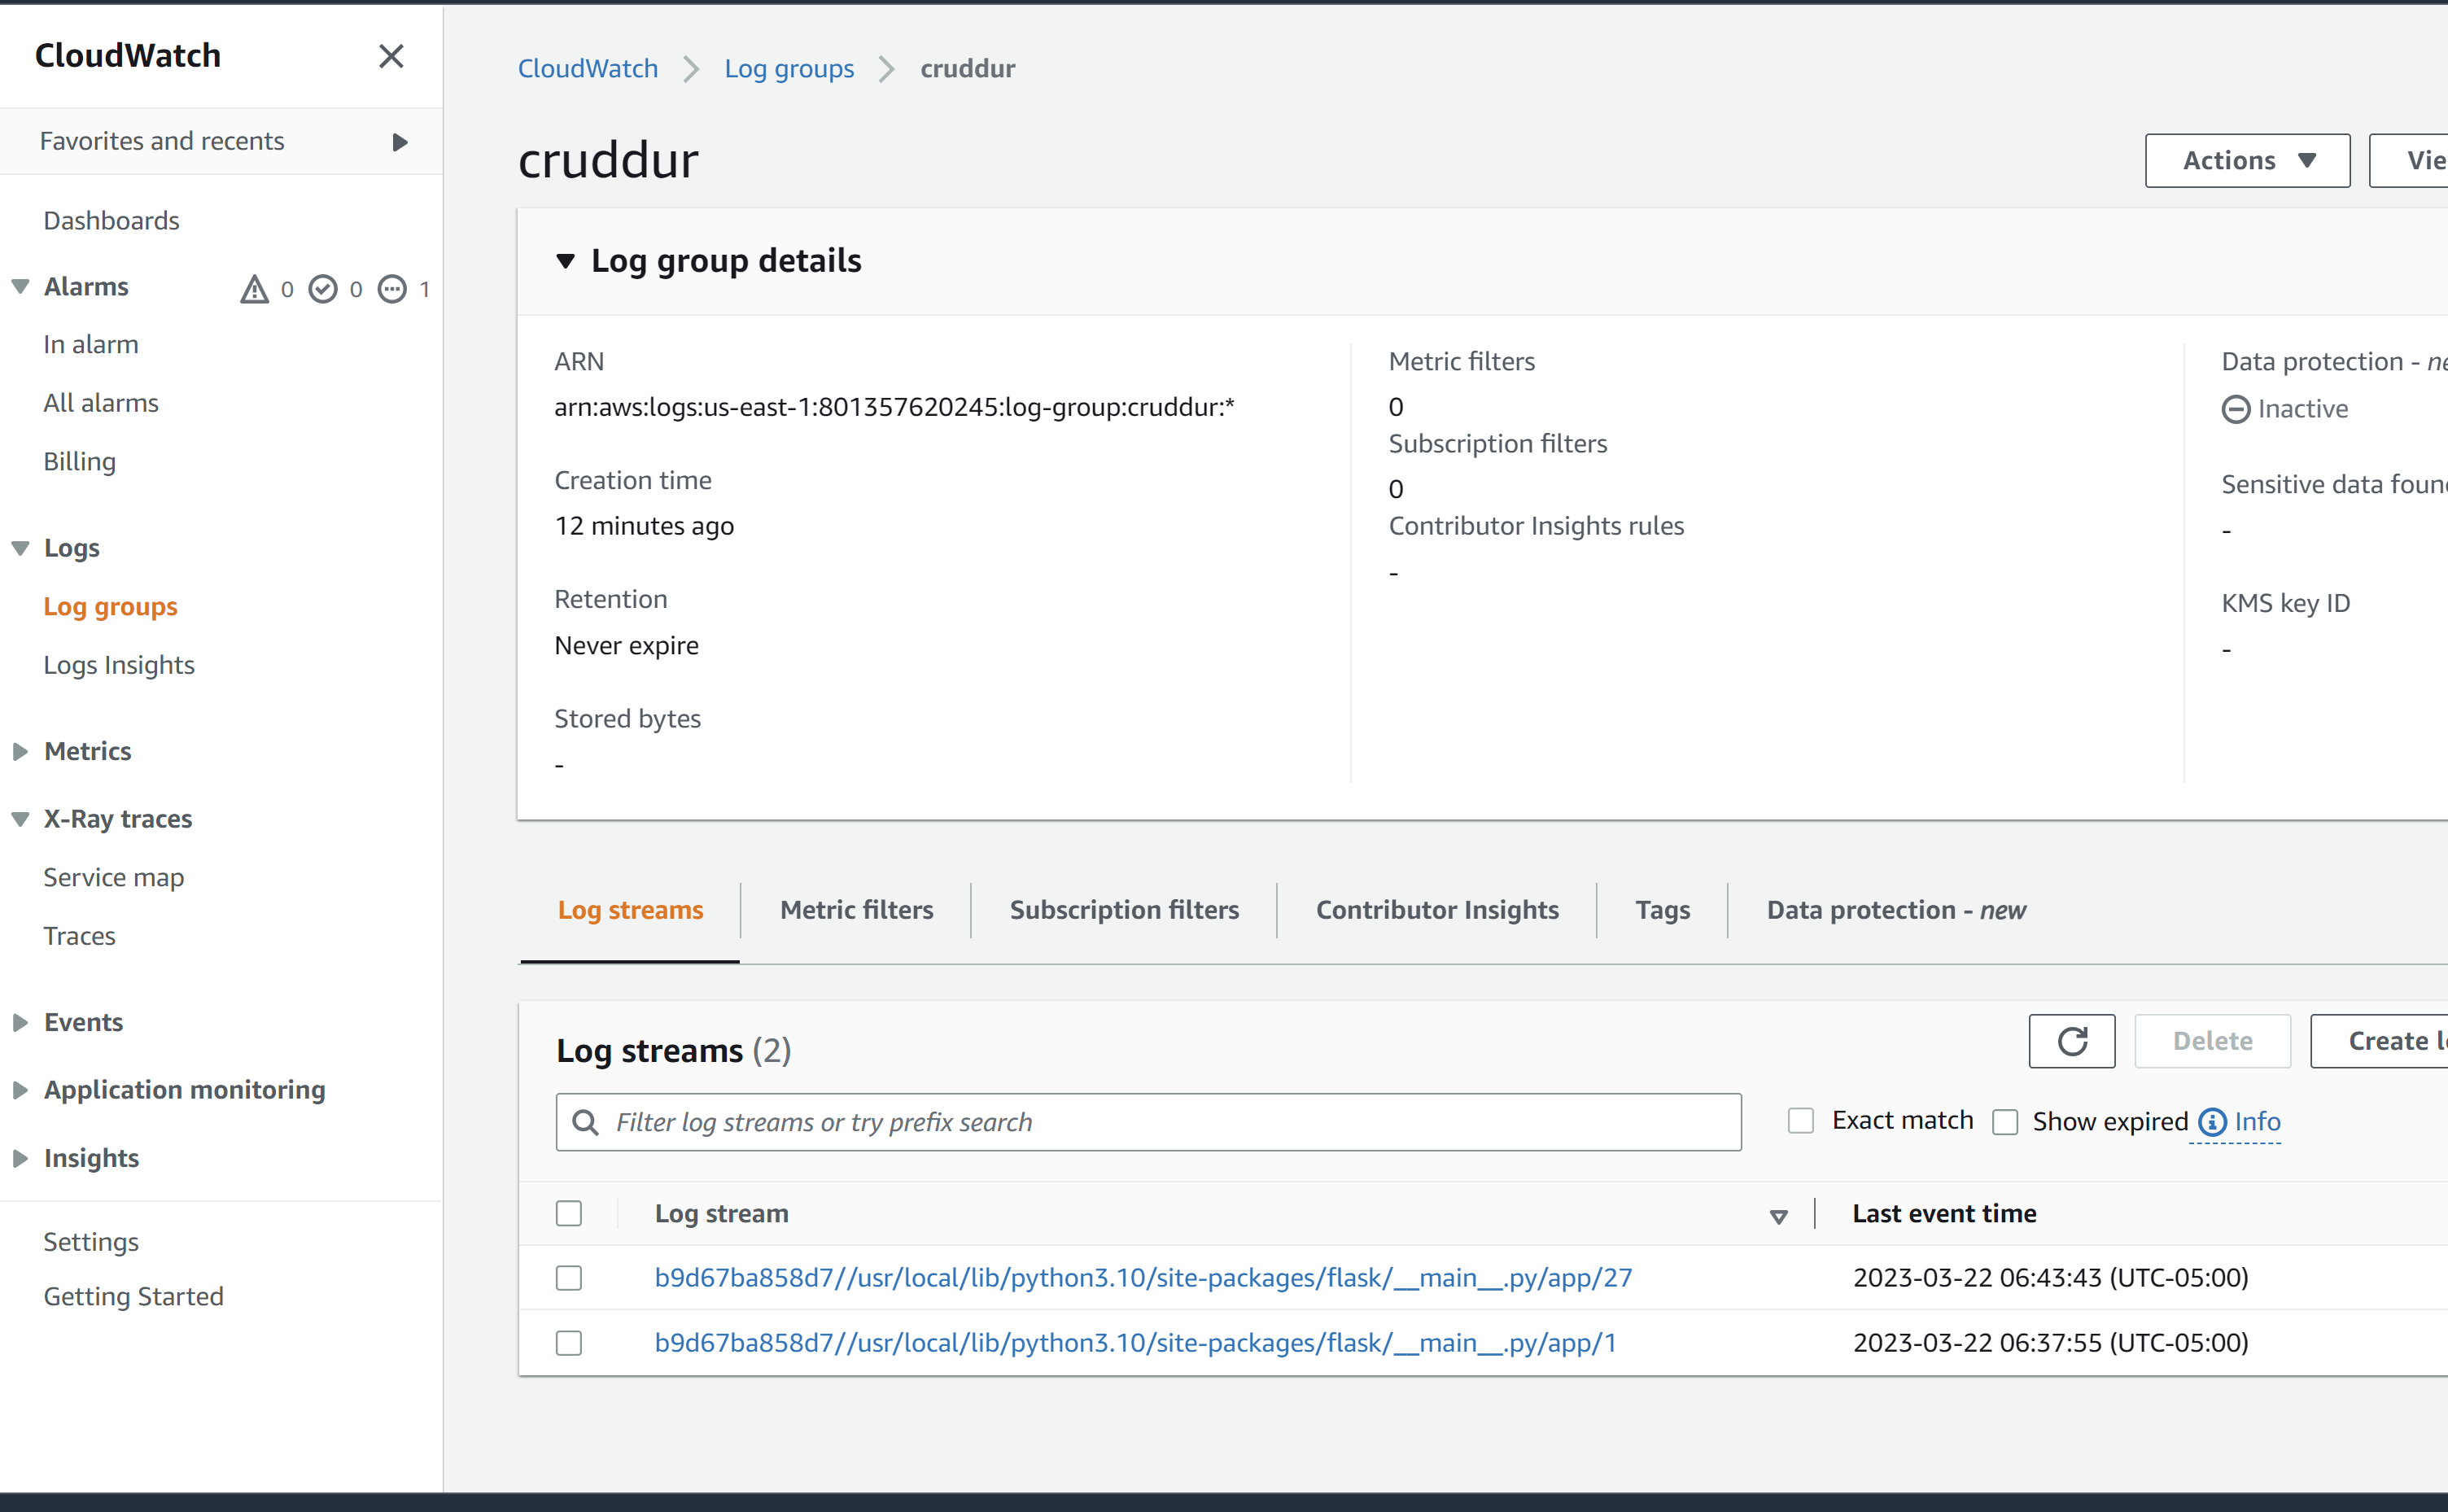 CloudWatch
Favorites and recents
Dashboards
Alarms 0 0 1
In alarm
All alarms
Billing
Logs
Log groups
Logs Insights
Metrics
X-Ray traces
Service map
Traces
Events
Application monitoring
Insights
Settings
Getting Started
CloudWatch Log groups cruddur
cruddur
Actions
Log group details
ARN
arn:aws:logs:us-east-1:801357620245:log-group:cruddur:*
Creation time
12 minutes ago
Retention
Never expire
Stored bytes
-
Metric filters
0
Subscription filters
0
Contributor Insights rules
-
Data protection -
Inactive
Sensitive data
-
KMS key ID
-
Log streams Metric filters Subscription filters Contributor Insights Tags Data protection - new
Log streams (2)
Delete
Create
Filter log streams or try prefix search
Exact match Show expired Info
Log stream Last event time
b9d67ba858d7//usr/local/lib/python3.10/site-packages/flask/__main__.py/app/27 2023-03-22 06:43:43 (UTC-05:00)
b9d67ba858d7//usr/local/lib/python3.10/site-packages/flask/__main__.py/app/1 2023-03-22 06:37:55 (UTC-05:00)